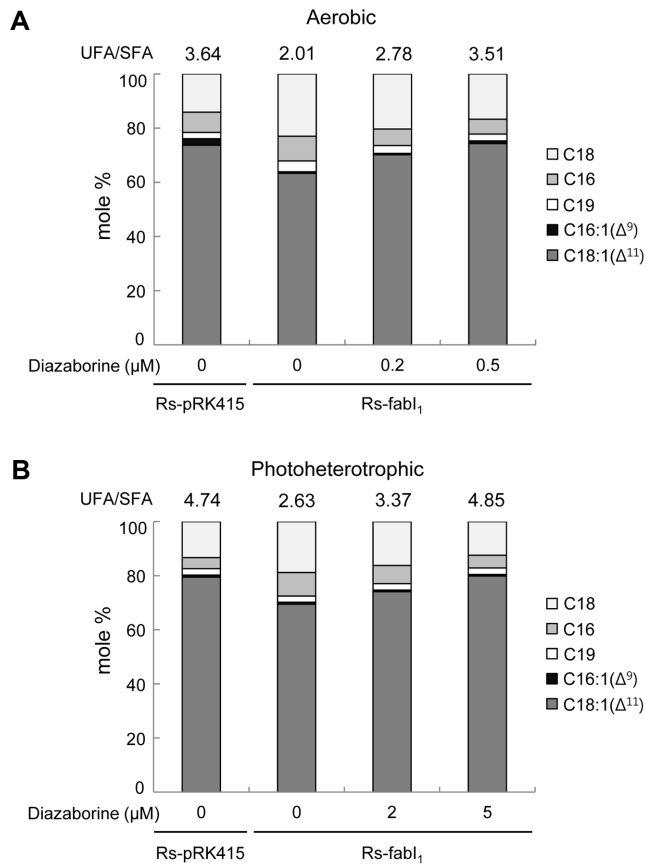 A
Aerobic
UFA/SFA 3.64 2.01 2.78 3.51
100
80
60
40
20
0
mole %
C18
C16
C19
C16:1(Δ⁹)
C18:1(Δ¹¹)
Diazaborine (μM) 0 0 0.2 0.5
Rs-pRK415 Rs-fabI₁
B
Photoheterotrophic
UFA/SFA 4.74 2.63 3.37 4.85
100
80
60
40
20
0
mole %
C18
C16
C19
C16:1(Δ⁹)
C18:1(Δ¹¹)
Diazaborine (μM) 0 0 2 5
Rs-pRK415 Rs-fabI₁